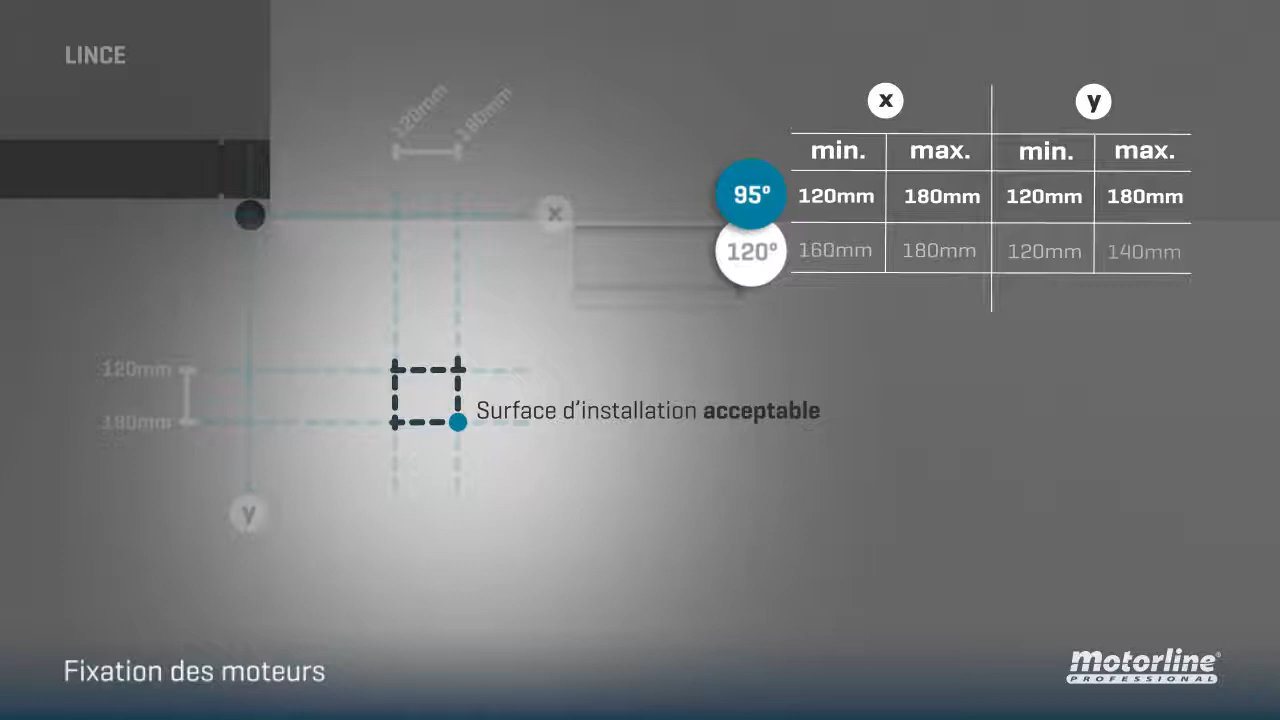 LINCE
x y
min. max. min. max.
95º 120mm 180mm 120mm 180mm
120º 160mm 180mm 120mm 140mm
120mm 180mm
x
120mm
180mm
Surface d'installation acceptable
y
Fixation des moteurs
motorline®
PROFESSIONAL